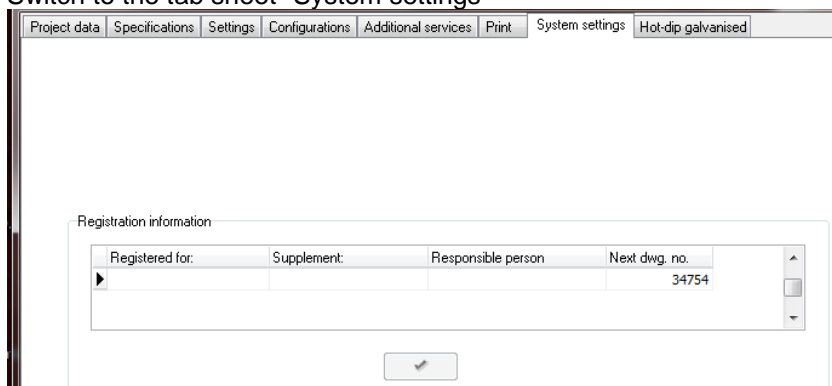 Switch to the tab sheet "System settings"
Project data Specifications Settings Configurations Additional services Print System settings Hot-dip galvanised
Registration information
Registered for: Supplement: Responsible person Next dwg. no.
34754